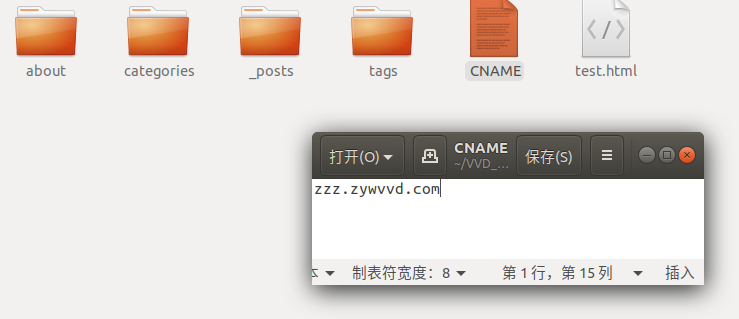 about
categories
_posts
tags
CNAME
test.html
打开(O)
CNAME
~/VVD_...
保存(S)
zzz.zywvvd.com
制表符宽度：8
第 1 行，第 15 列
插入